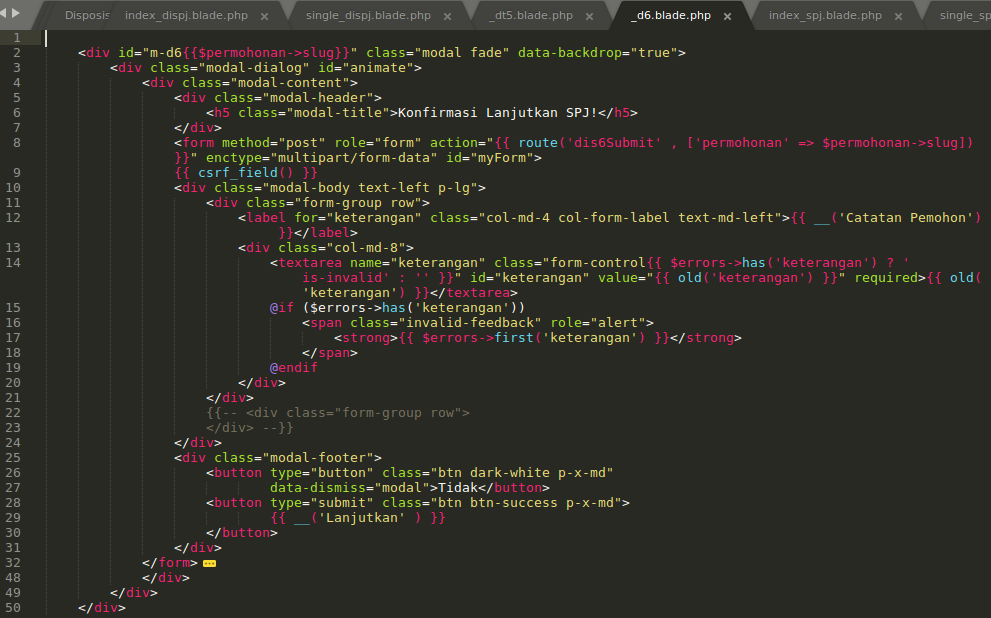 Disposis index_dispj.blade.php × single_dispj.blade.php × _dt5.blade.php × _d6.blade.php × index_spj.blade.php × single_sp
1
2 <div id="m-d6{{$permohonan->slug}}" class="modal fade" data-backdrop="true">
3 <div class="modal-dialog" id="animate">
4 <div class="modal-content">
5 <div class="modal-header">
6 <h5 class="modal-title">Konfirmasi Lanjutkan SPJ!</h5>
7 </div>
8 <form method="post" role="form" action="{{ route('dis6Submit' , ['permohonan' => $permohonan->slug])
}}" enctype="multipart/form-data" id="myForm">
9 {{ csrf_field() }}
10 <div class="modal-body text-left p-lg">
11 <div class="form-group row">
12 <label for="keterangan" class="col-md-4 col-form-label text-md-left">{{ __('Catatan Pemohon')
}}</label>
13 <div class="col-md-8">
14 <textarea name="keterangan" class="form-control{{ $errors->has('keterangan') ? '
is-invalid' : '' }}" id="keterangan" value="{{ old('keterangan') }}" required>{{ old(
'keterangan') }}</textarea>
15 @if ($errors->has('keterangan'))
16 <span class="invalid-feedback" role="alert">
17 <strong>{{ $errors->first('keterangan') }}</strong>
18 </span>
19 @endif
20 </div>
21 </div>
22 {{-- <div class="form-group row">
23 </div> --}}
24 </div>
25 <div class="modal-footer">
26 <button type="button" class="btn dark-white p-x-md"
27 data-dismiss="modal">Tidak</button>
28 <button type="submit" class="btn btn-success p-x-md">
29 {{ __('Lanjutkan' ) }}
30 </button>
31 </div>
32 </form>
48 </div>
49 </div>
50 </div>